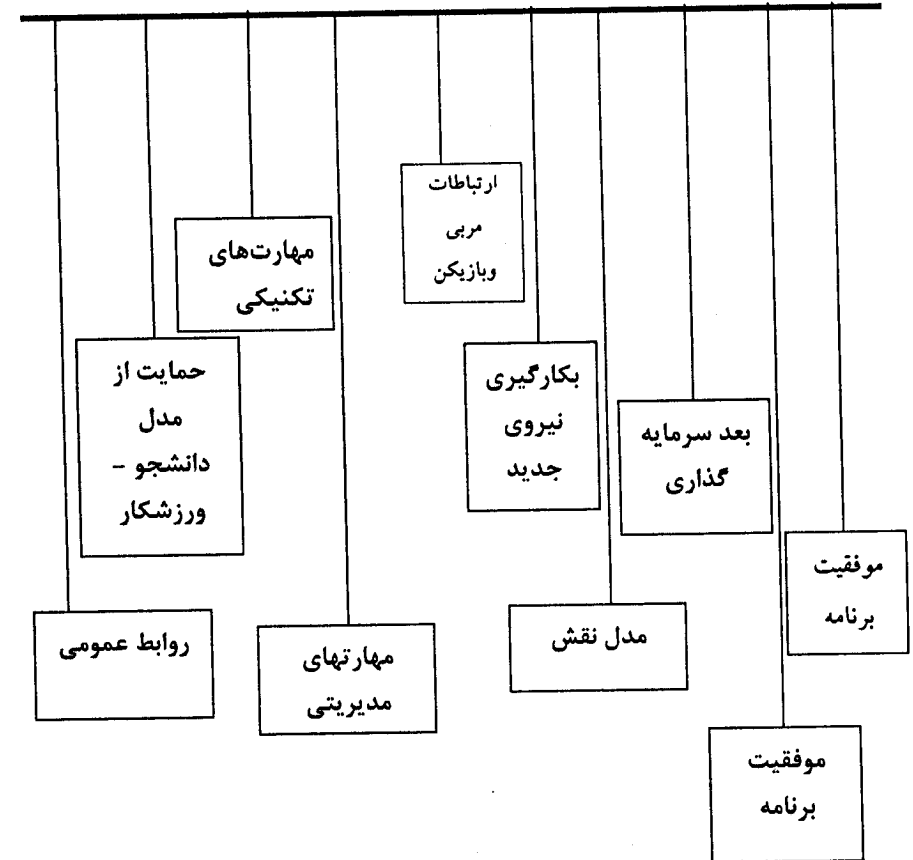 ارتباطات
مربی
وبازیکن
مهارت‌های
تکنیکی
بکارگیری
نیروی
جدید
حمایت از
مدل
دانشجو –
ورزشکار
بعد سرمایه
گذاری
موفقیت
برنامه
مدل نقش
روابط عمومی
مهارتهای
مدیریتی
موفقیت
برنامه